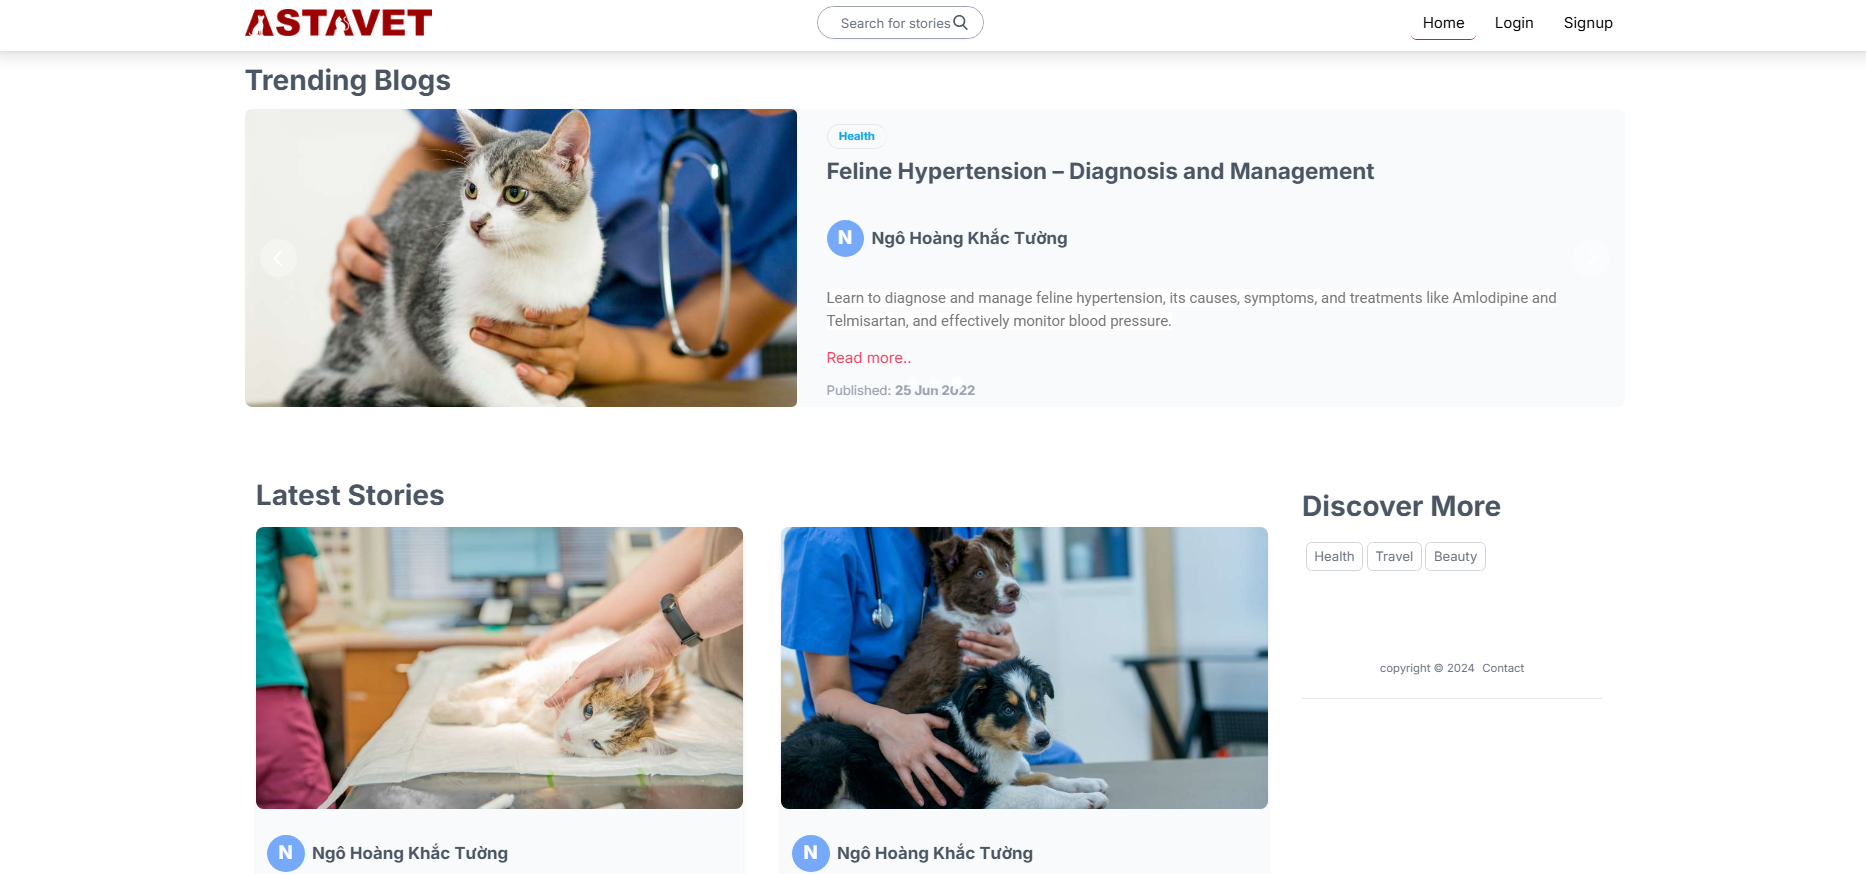 ASTAVET
Search for stories
Home Login Signup
Trending Blogs
Health
Feline Hypertension – Diagnosis and Management
N Ngô Hoàng Khắc Tường
Learn to diagnose and manage feline hypertension, its causes, symptoms, and treatments like Amlodipine and
Telmisartan, and effectively monitor blood pressure.
Read more..
Published: 25 Jun 2022
Latest Stories
N Ngô Hoàng Khắc Tường
N Ngô Hoàng Khắc Tường
Discover More
Health Travel Beauty
copyright © 2024 Contact